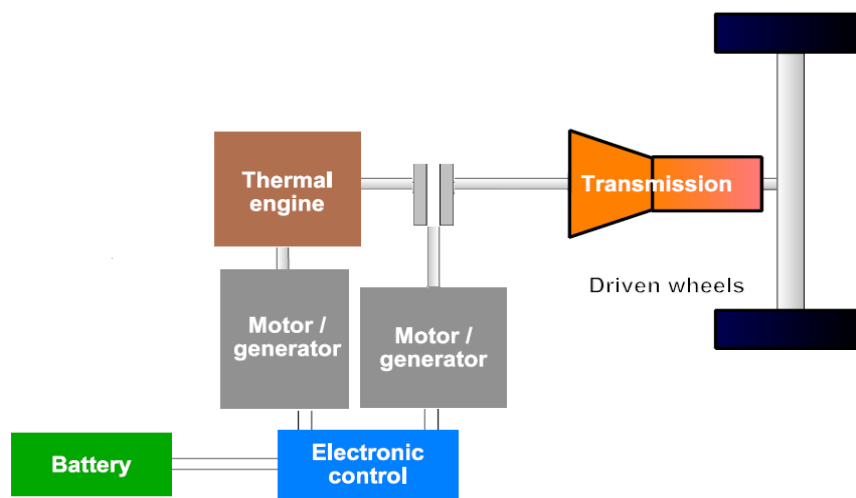 Thermal
engine
Transmission
Driven wheels
Motor /
generator
Motor /
generator
Battery
Electronic
control